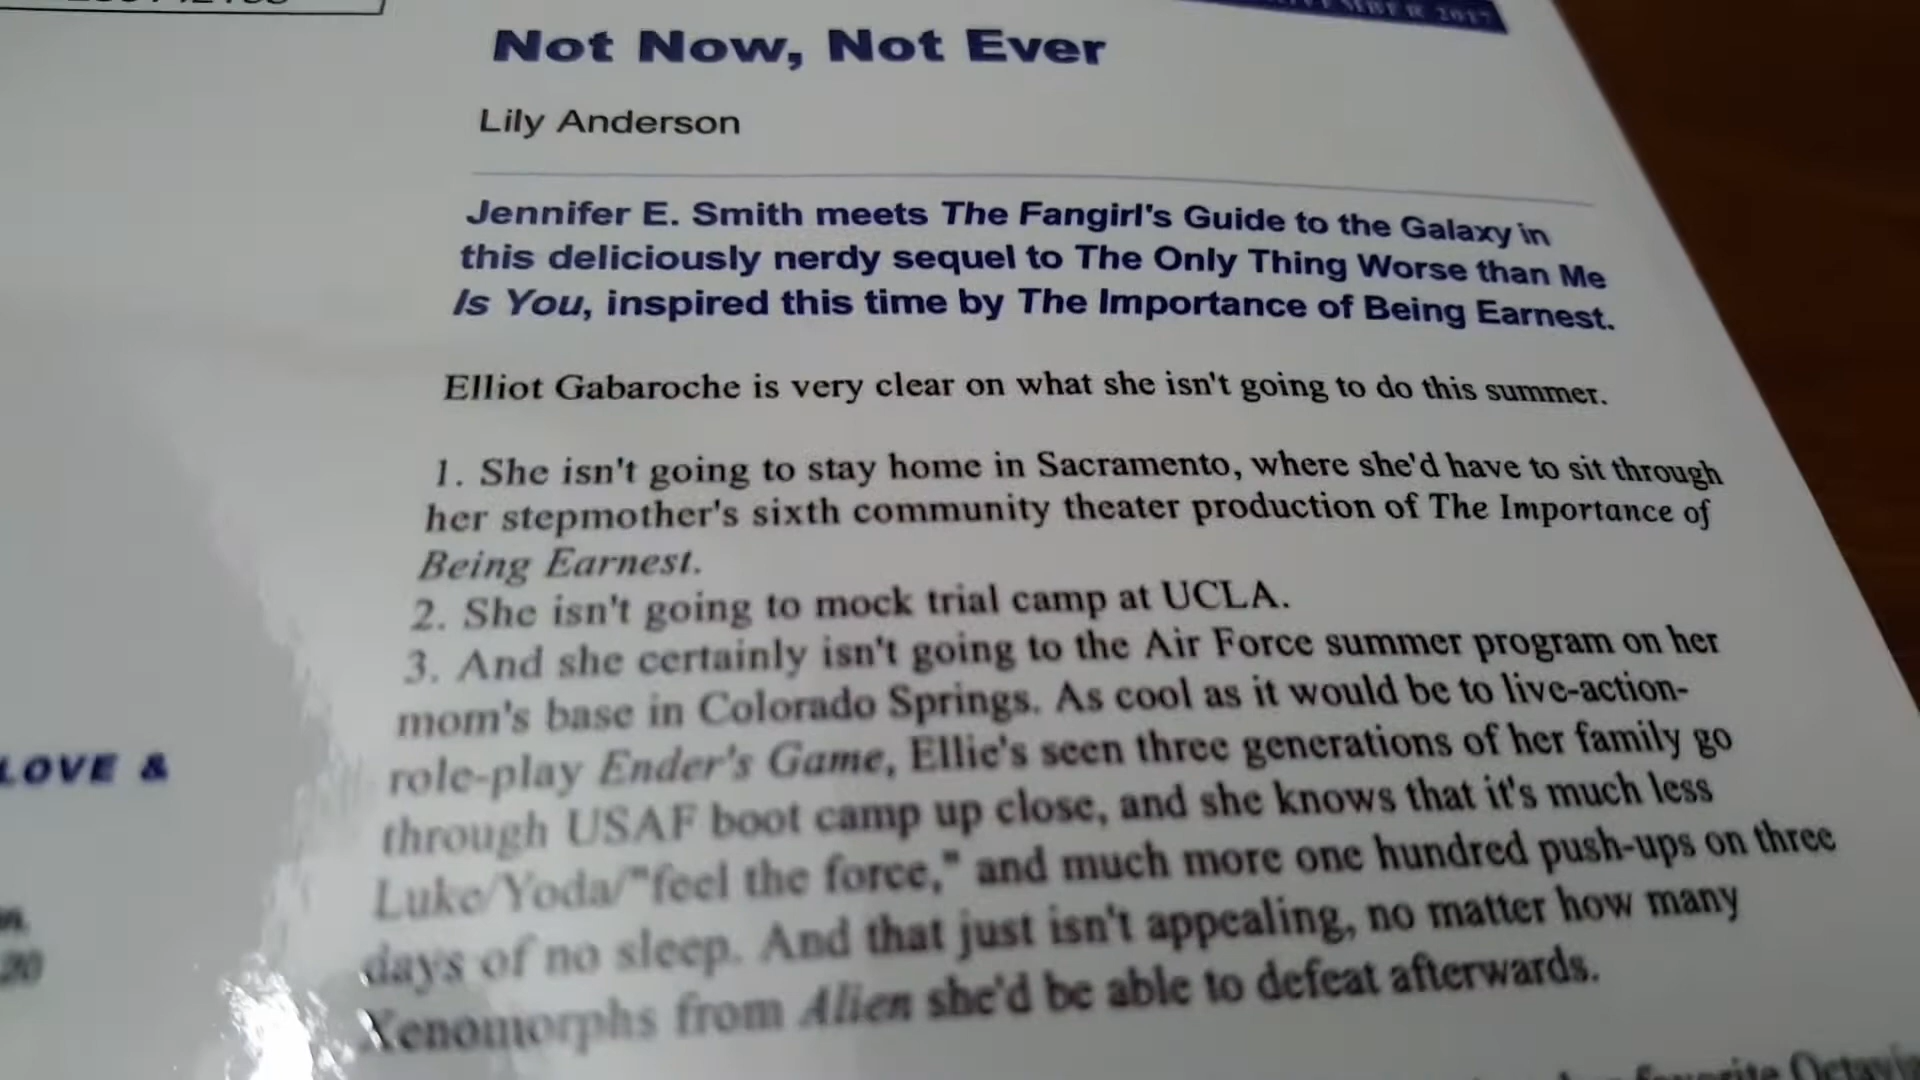 2017
Not Now, Not Ever
Lily Anderson
Jennifer E. Smith meets The Fangirl's Guide to the Galaxy in
this deliciously nerdy sequel to The Only Thing Worse than Me
Is You, inspired this time by The Importance of Being Earnest.
Elliot Gabaroche is very clear on what she isn't going to do this summer.
1. She isn't going to stay home in Sacramento, where she'd have to sit through
her stepmother's sixth community theater production of The Importance of
Being Earnest.
2. She isn't going to mock trial camp at UCLA.
3. And she certainly isn't going to the Air Force summer program on her
mom's base in Colorado Springs. As cool as it would be to live-action-
role-play Ender's Game, Ellie's seen three generations of her family go
through USAF boot camp up close, and she knows that it's much less
Luke/Yoda/"feel the force," and much more one hundred push-ups on three
days of no sleep. And that just isn't appealing, no matter how many
Xenomorphs from Alien she'd be able to defeat afterwards.
favorite
LOVE &
20